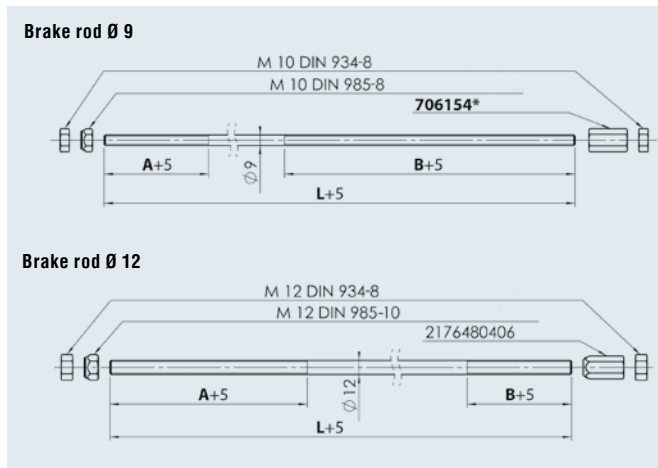 Brake rod Ø 9
M 10 DIN 934-8
M 10 DIN 985-8
706154*
A+5
Ø 9
B+5
L+5
Brake rod Ø 12
M 12 DIN 934-8
M 12 DIN 985-10
2176480406
A+5
Ø 12
B+5
L+5